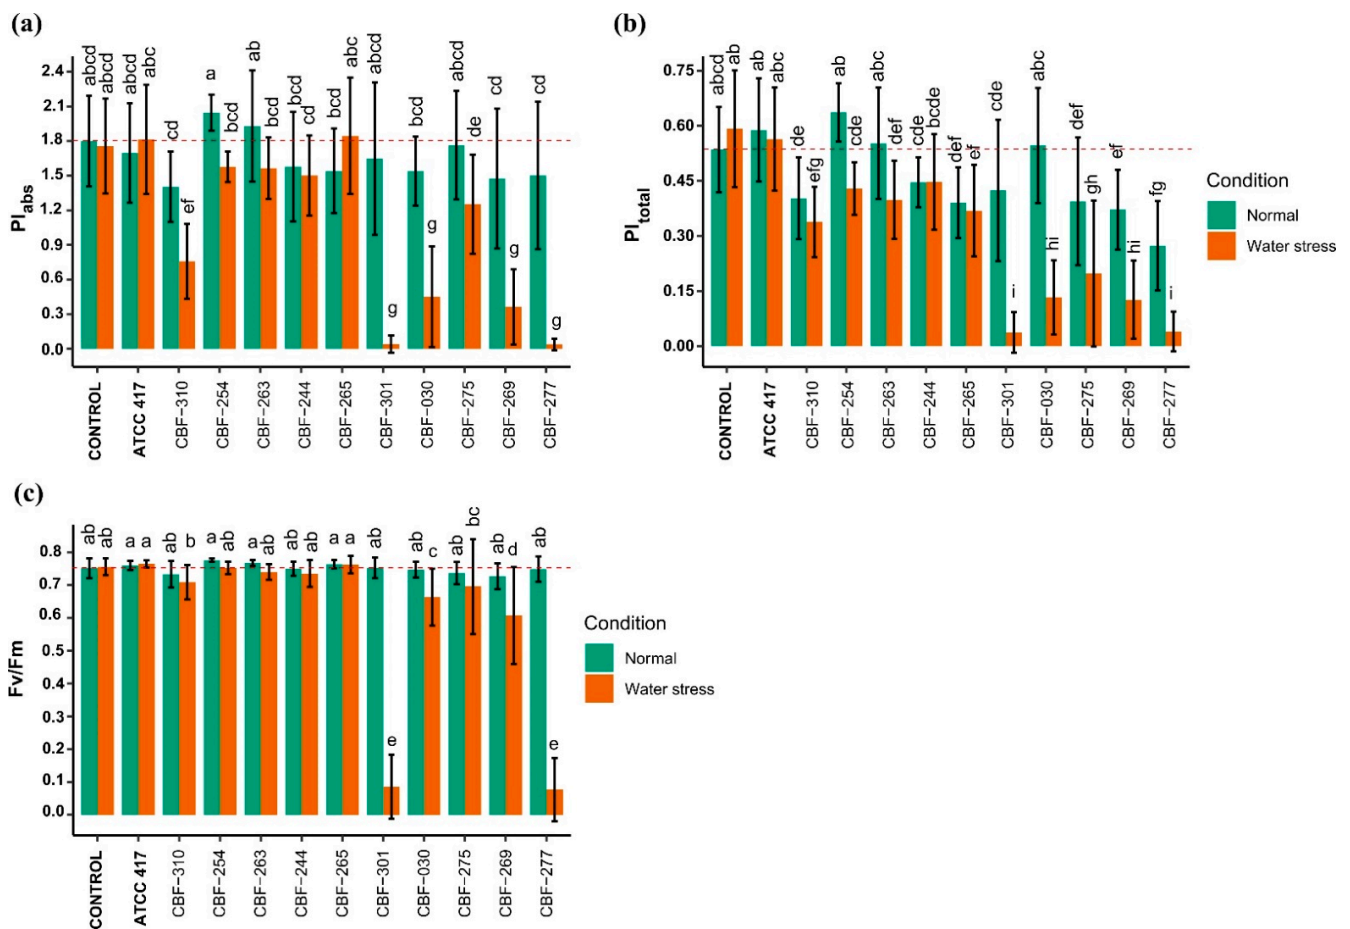 (a)
abcd abcd abcd abc cd ef a bcd ab bcd bcd cd bcd abc abcd g bcd g abcd de cd g cd g
2.4
2.1
1.8
1.5
1.2
0.9
0.6
0.3
0.0
PIabs
CONTROL
ATCC 417
CBF−310
CBF−254
CBF−263
CBF−244
CBF−265
CBF−301
CBF−030
CBF−275
CBF−269
CBF−277
(b)
abcd ab ab abc de efg ab cde abc def cde bcde def ef cde i abc hi def gh ef hi fg i
0.75
0.60
0.45
0.30
0.15
0.00
PItotal
CONTROL
ATCC 417
CBF−310
CBF−254
CBF−263
CBF−244
CBF−265
CBF−301
CBF−030
CBF−275
CBF−269
CBF−277
Condition
Normal
Water stress
(c)
ab ab a a ab b a ab a ab ab ab a a ab e ab c ab bc ab d ab e
0.8
0.7
0.6
0.5
0.4
0.3
0.2
0.1
0.0
Fv/Fm
CONTROL
ATCC 417
CBF−310
CBF−254
CBF−263
CBF−244
CBF−265
CBF−301
CBF−030
CBF−275
CBF−269
CBF−277
Condition
Normal
Water stress